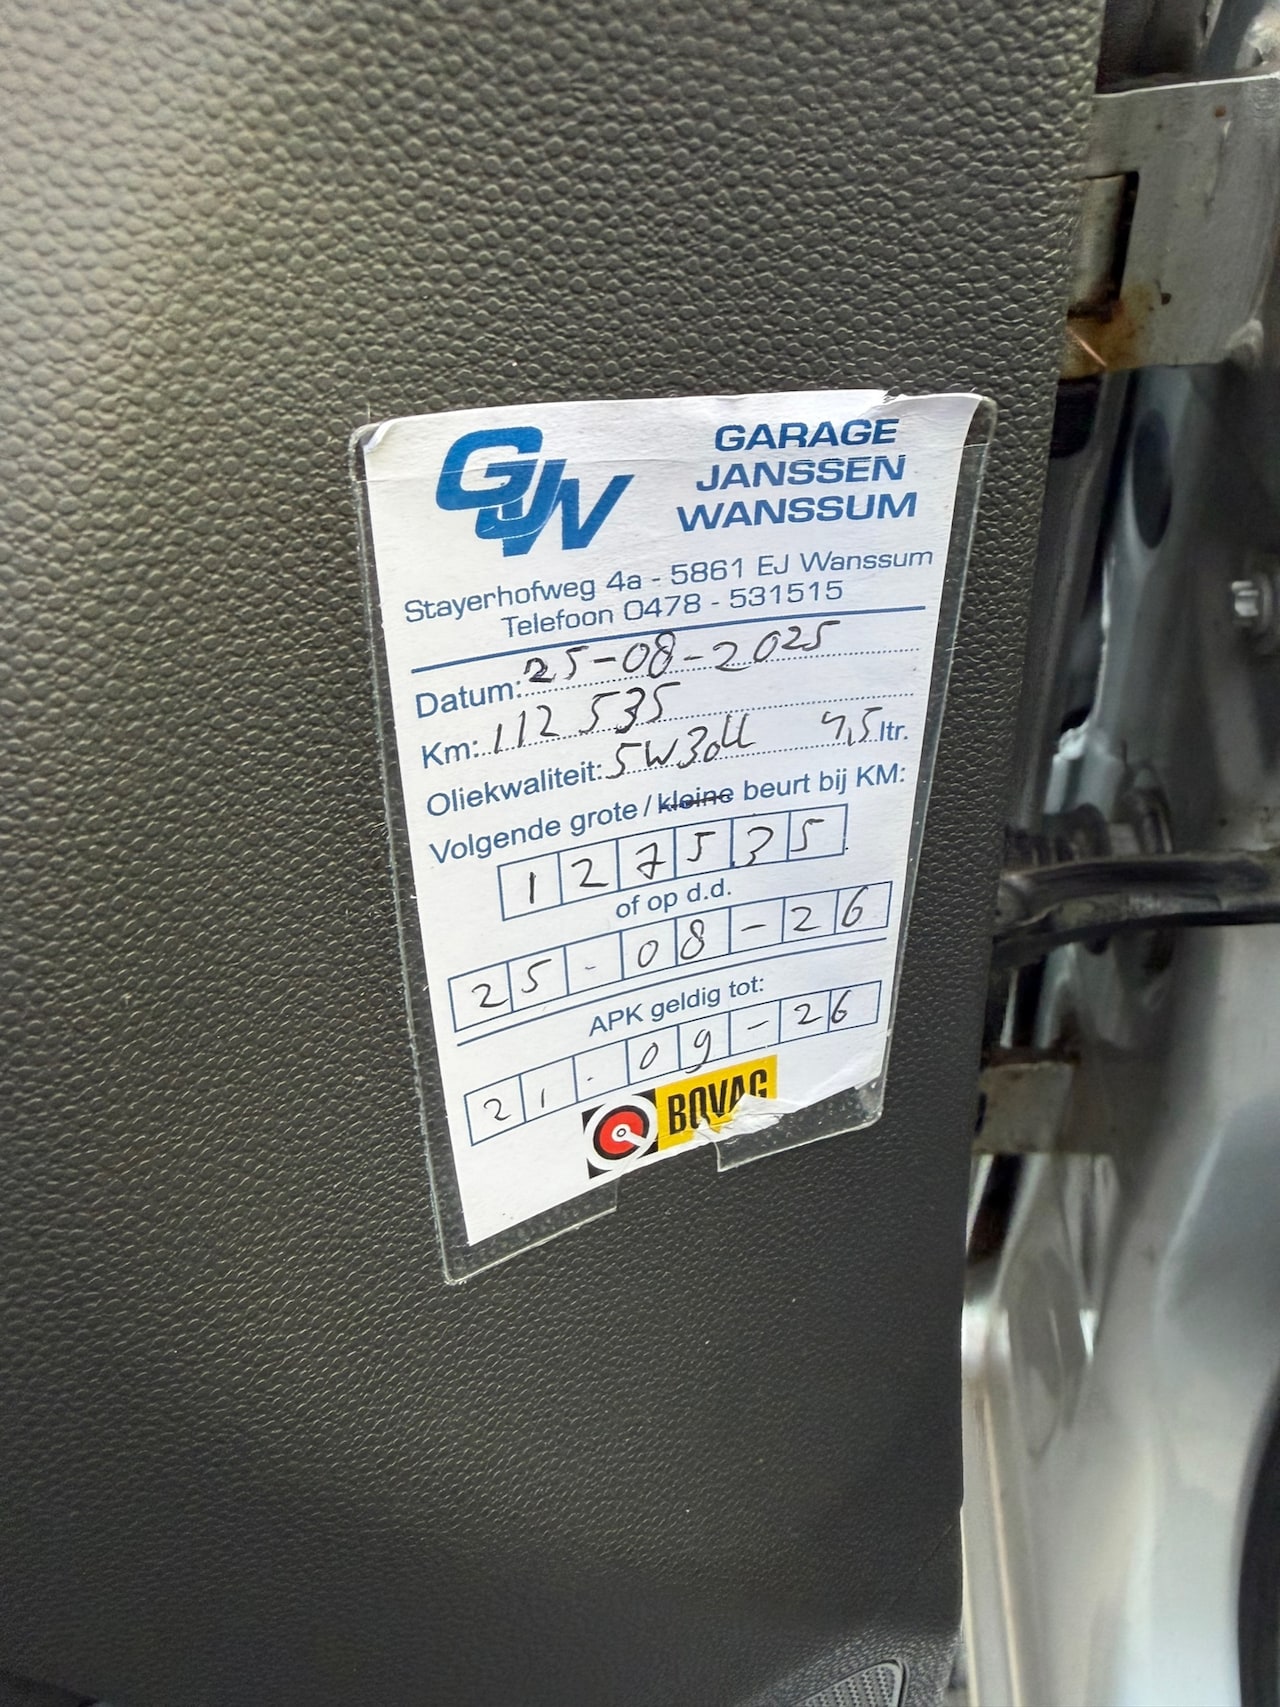 GJW
GARAGE
JANSSEN
WANSSUM
Stayerhofweg 4a - 5861 EJ Wanssum
Telefoon 0478 - 531515
Datum: 25-08-2025
Km: 112 535
Oliekwaliteit: 5W30LL 4,5 ltr.
Volgende grote / kleine beurt bij KM:
127535
of op d.d.
25-08-26
APK geldig tot:
21-09-26
BOVAG